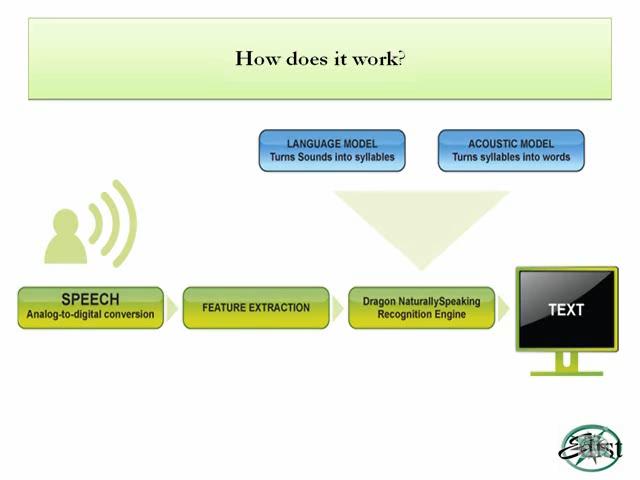 How does it work?
LANGUAGE MODEL
Turns Sounds into syllables
ACOUSTIC MODEL
Turns syllables into words
SPEECH
Analog-to-digital conversion
FEATURE EXTRACTION
Dragon NaturallySpeaking
Recognition Engine
TEXT